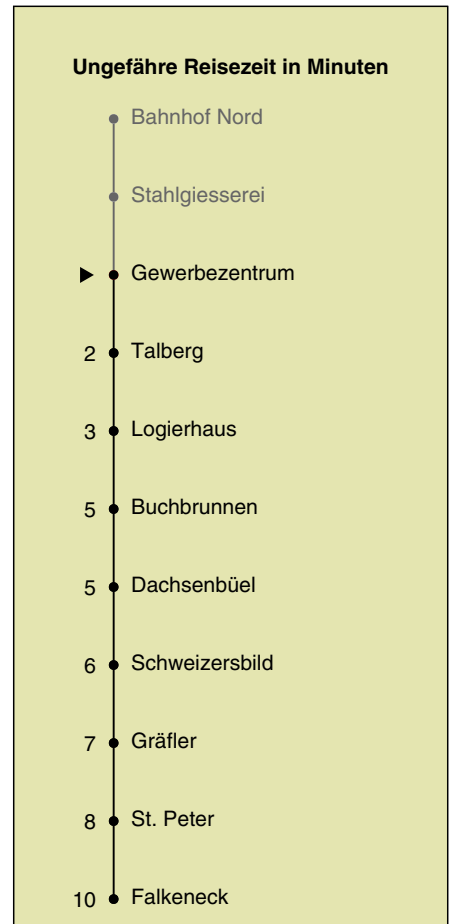 Ungefähre Reisezeit in Minuten
Bahnhof Nord
Stahlgiesserei
Gewerbezentrum
2 Talberg
3 Logierhaus
5 Buchbrunnen
5 Dachsenbüel
6 Schweizersbild
7 Gräfler
8 St. Peter
10 Falkeneck